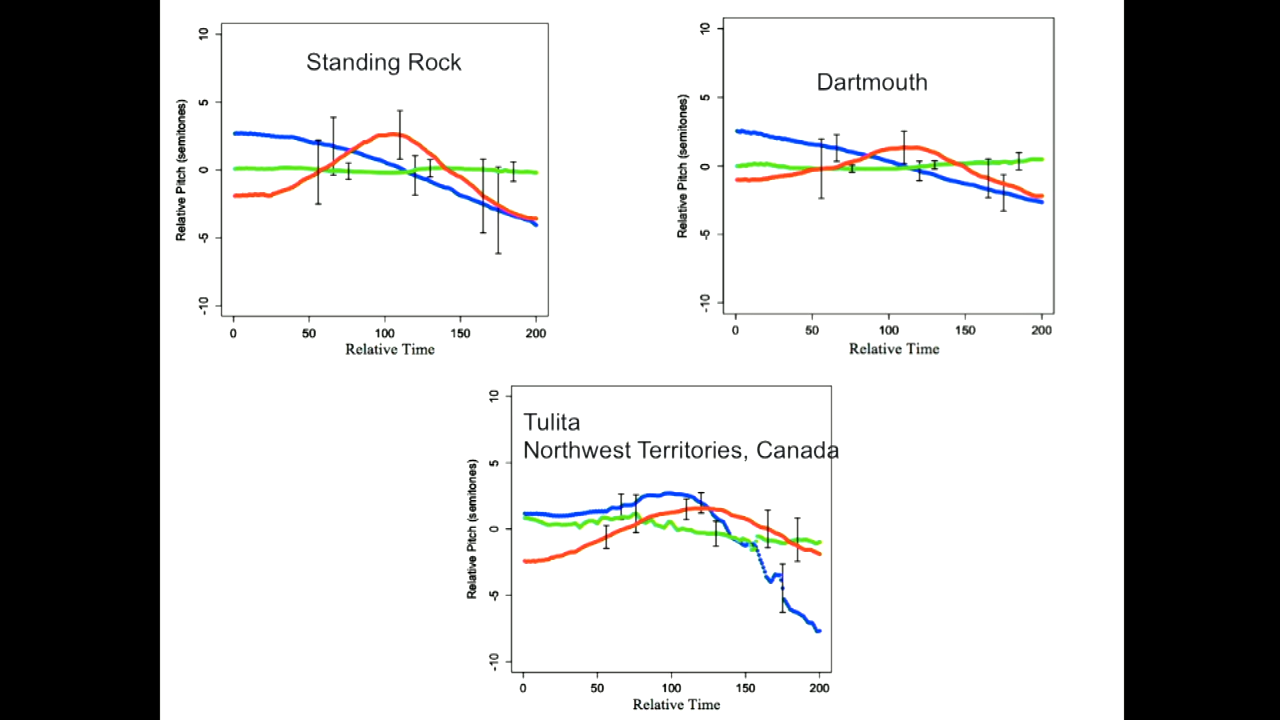 Standing Rock
10
5
0
-5
-10
Relative Pitch (semitones)
0 50 100 150 200
Relative Time
Dartmouth
10
5
0
-5
-10
Relative Pitch (semitones)
0 50 100 150 200
Relative Time
Tulita
Northwest Territories, Canada
10
5
0
-5
-10
Relative Pitch (semitones)
0 50 100 150 200
Relative Time